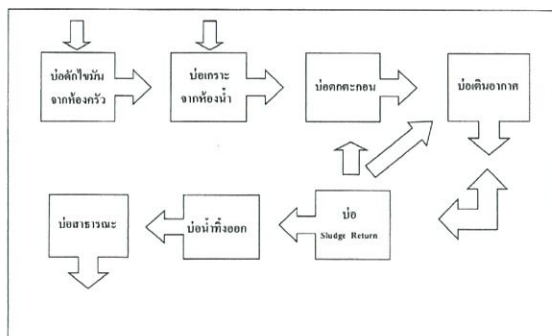 บ่อดักไขมัน
จากห้องครัว
บ่อเกราะ
จากห้องน้ำ
บ่อตกตะกอน
บ่อเติมอากาศ
บ่อสาธารณะ
บ่อน้ำทิ้งออก
บ่อ
Sludge Return